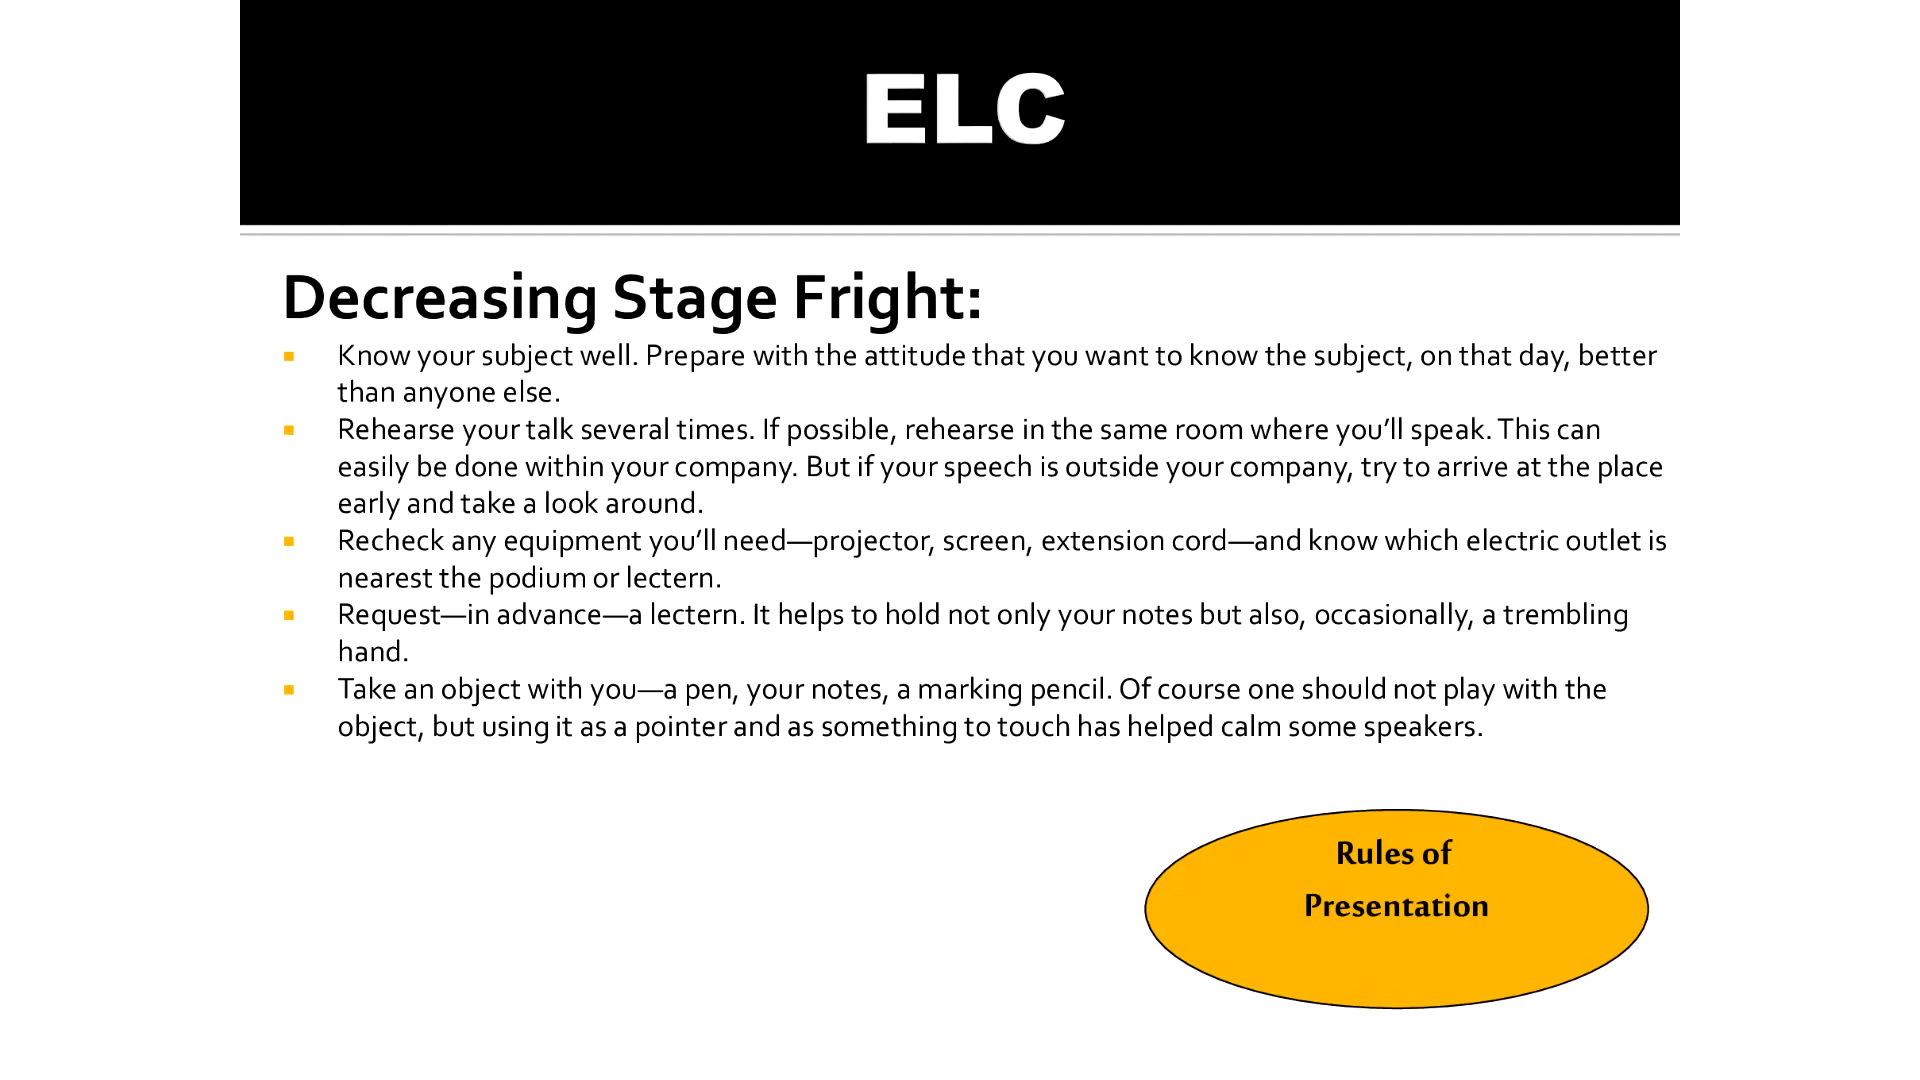 ELC
Decreasing Stage Fright:
Know your subject well. Prepare with the attitude that you want to know the subject, on that day, better
than anyone else.
Rehearse your talk several times. If possible, rehearse in the same room where you’ll speak. This can
easily be done within your company. But if your speech is outside your company, try to arrive at the place
early and take a look around.
Recheck any equipment you’ll need—projector, screen, extension cord—and know which electric outlet is
nearest the podium or lectern.
Request—in advance—a lectern. It helps to hold not only your notes but also, occasionally, a trembling
hand.
Take an object with you—a pen, your notes, a marking pencil. Of course one should not play with the
object, but using it as a pointer and as something to touch has helped calm some speakers.
Rules of
Presentation